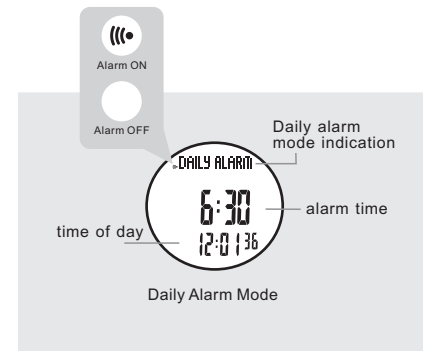 Alarm ON
Alarm OFF
Daily alarm
mode indication
DAILY ALARM
6:30
alarm time
time of day
12:01 36
Daily Alarm Mode